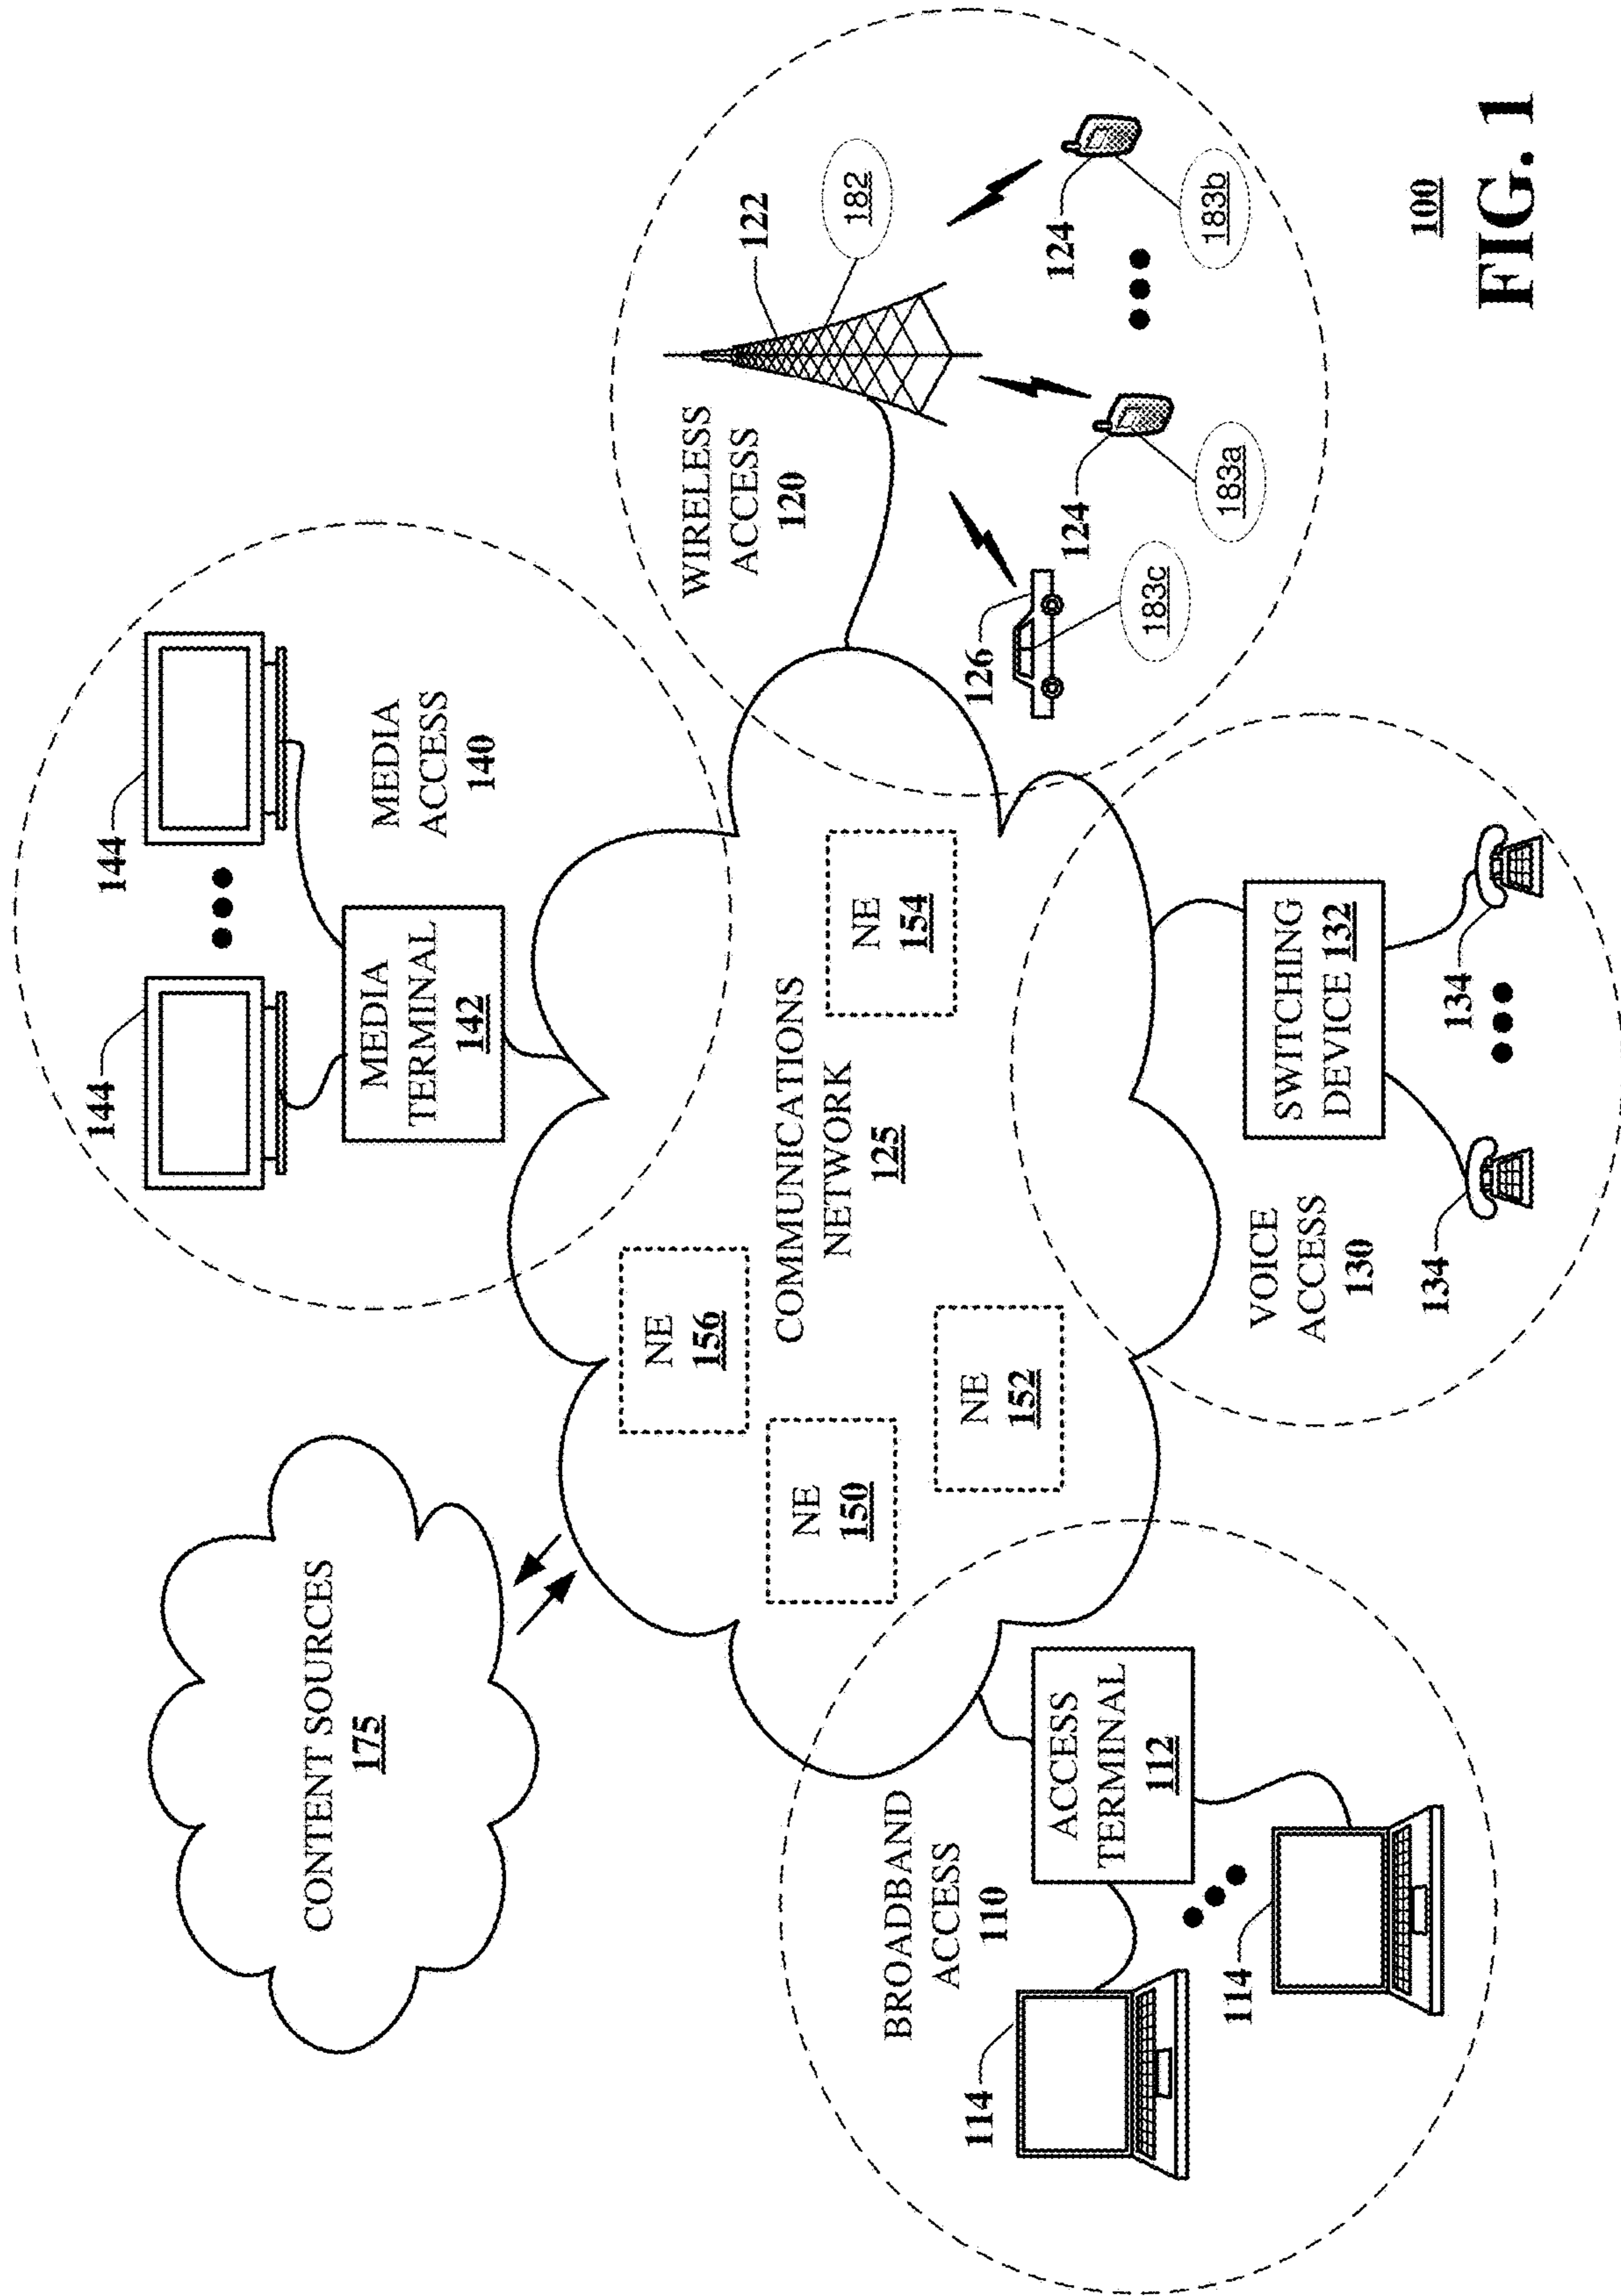 CONTENT SOURCES
175
144
144
MEDIA
TERMINAL
142
MEDIA
ACCESS
140
WIRELESS
ACCESS
120
122
182
NE
156
NE
150
COMMUNICATIONS
NETWORK
125
NE
154
NE
152
BROADBAND
ACCESS
110
ACCESS
TERMINAL
112
114
114
126
183c
124
183a
124
183b
VOICE
ACCESS
130
SWITCHING
DEVICE 132
134
134
100
FIG. 1